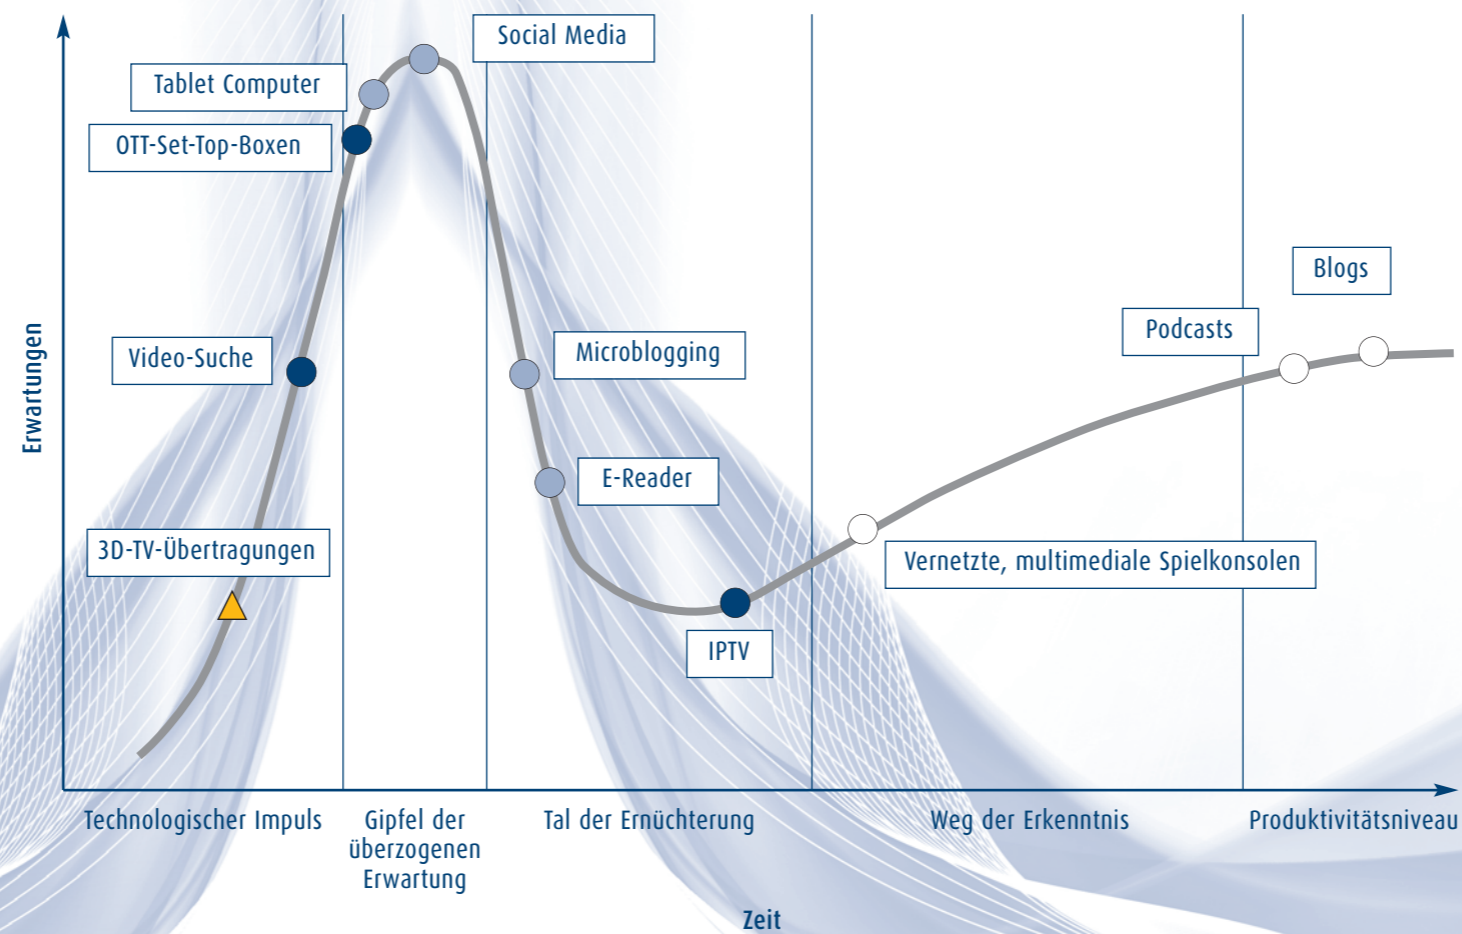 Social Media
Tablet Computer
OTT-Set-Top-Boxen
Blogs
Podcasts
Video-Suche
Microblogging
Erwartungen
E-Reader
3D-TV-Übertragungen
Vernetzte, multimediale Spielkonsolen
IPTV
Technologischer Impuls
Gipfel der
überzogenen
Erwartung
Tal der Ernüchterung
Weg der Erkenntnis
Produktivitätsniveau
Zeit